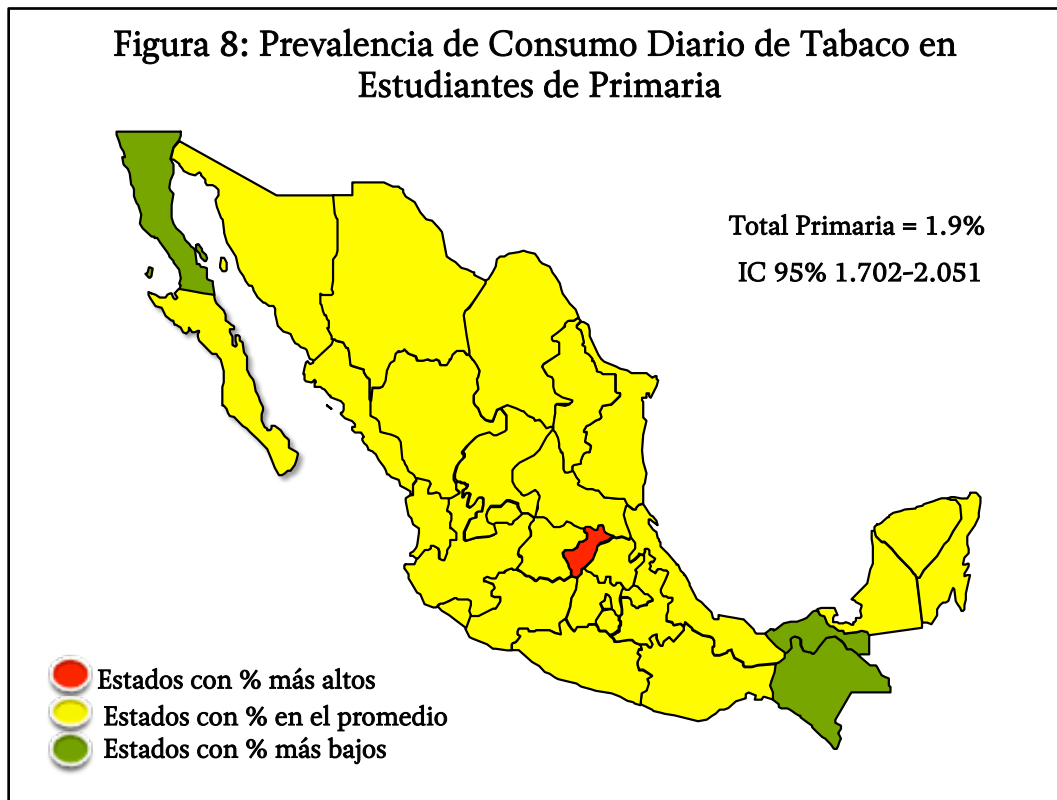 Figura 8: Prevalencia de Consumo Diario de Tabaco en
Estudiantes de Primaria
Total Primaria = 1.9%
IC 95% 1.702-2.051
Estados con % más altos
Estados con % en el promedio
Estados con % más bajos